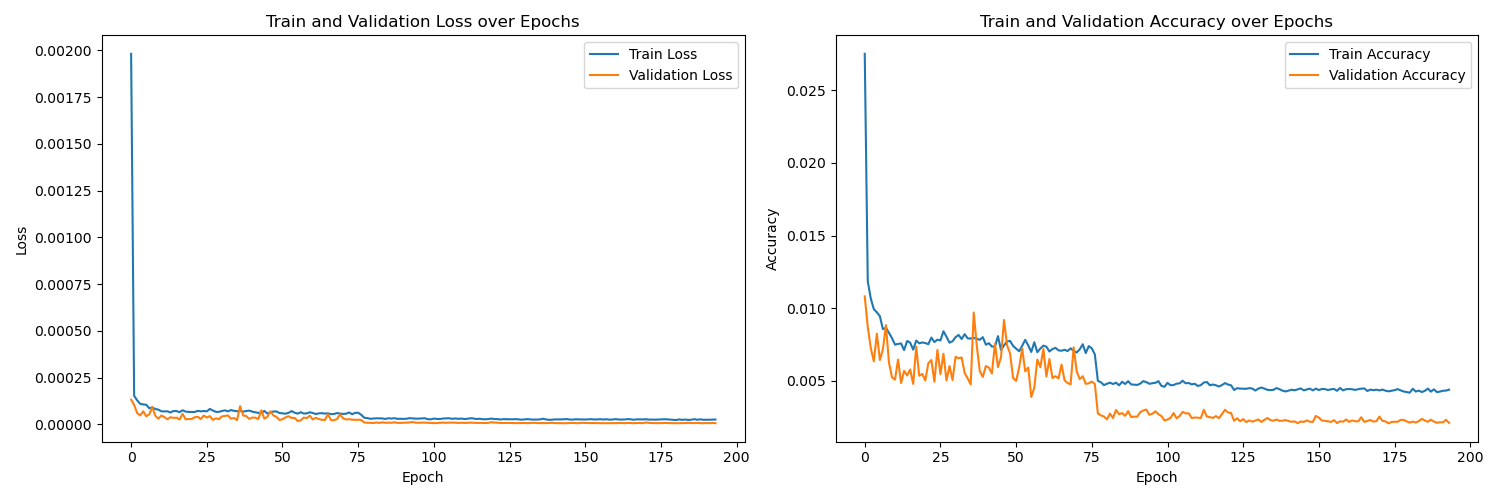 Train and Validation Loss over Epochs
Train Loss
Validation Loss
0.00200
0.00175
0.00150
0.00125
0.00100
0.00075
0.00050
0.00025
0.00000
Loss
0 25 50 75 100 125 150 175 200
Epoch
Train and Validation Accuracy over Epochs
Train Accuracy
Validation Accuracy
0.025
0.020
0.015
0.010
0.005
Accuracy
0 25 50 75 100 125 150 175 200
Epoch